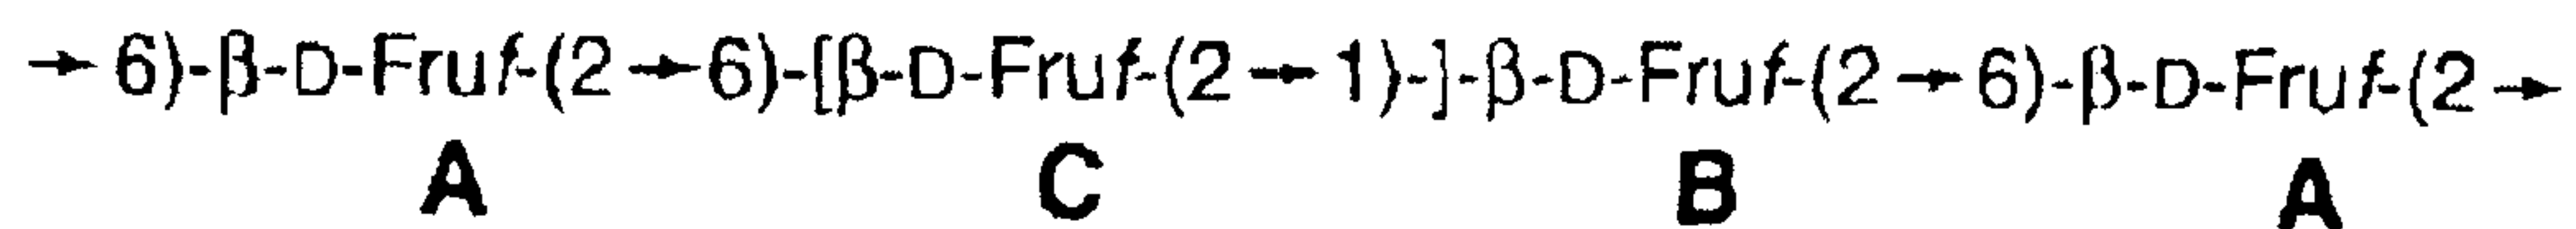 →6)-β-D-Fruf-(2→6)-[β-D-Fruf-(2→1)-]-β-D-Fruf-(2→6)-β-D-Fruf-(2→
A C B A